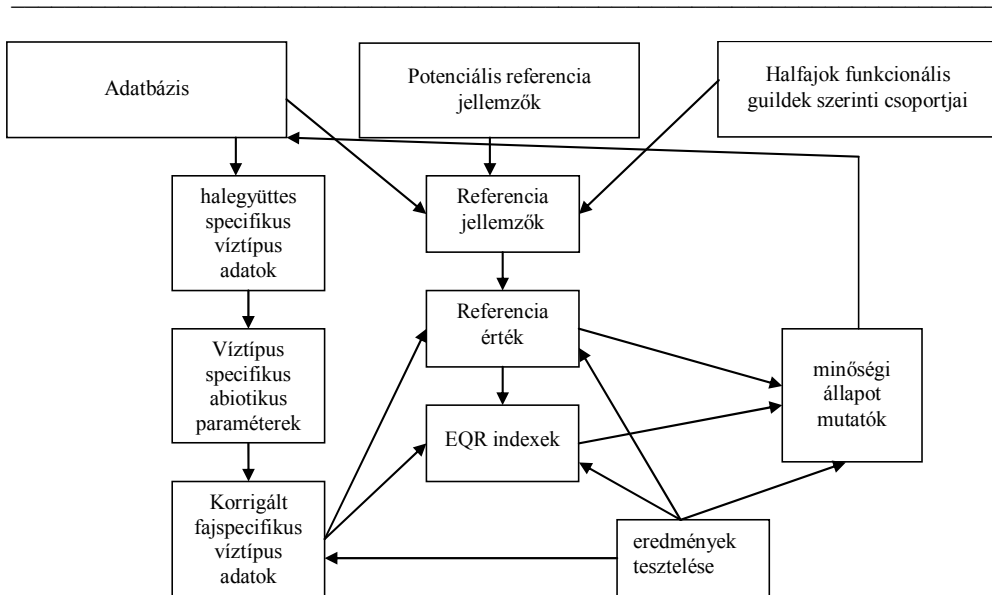 Adatbázis
Potenciális referencia
jellemzők
Halfajok funkcionális
guildek szerinti csoportjai
halegyüttes
specifikus
víztípus
adatok
Referencia
jellemzők
Referencia
érték
Víztípus
specifikus
abiotikus
paraméterek
minőségi
állapot
mutatók
EQR indexek
Korrigált
fajspecifikus
víztípus
adatok
eredmények
tesztelése